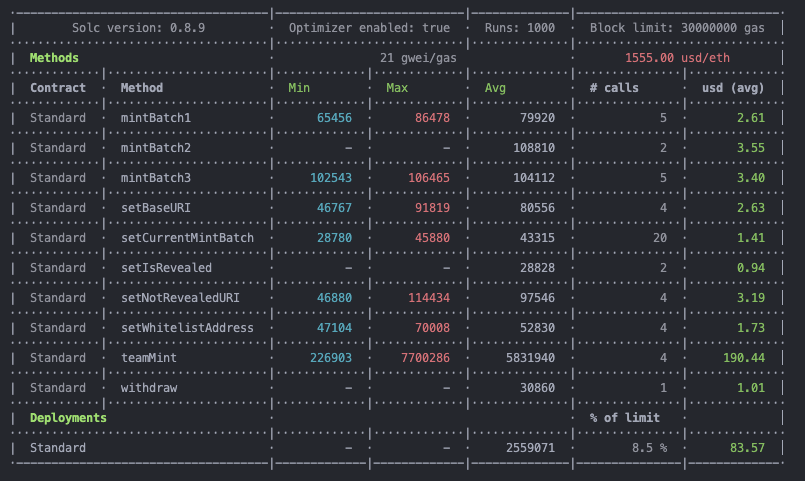 Solc version: 0.8.9 · Optimizer enabled: true · Runs: 1000 · Block limit: 30000000 gas
Methods · 21 gwei/gas · 1555.00 usd/eth
Contract · Method · Min · Max · Avg · # calls · usd (avg)
Standard · mintBatch1 · 65456 · 86478 · 79920 · 5 · 2.61
Standard · mintBatch2 · - · - · 108810 · 2 · 3.55
Standard · mintBatch3 · 102543 · 106465 · 104112 · 5 · 3.40
Standard · setBaseURI · 46767 · 91819 · 80556 · 4 · 2.63
Standard · setCurrentMintBatch · 28780 · 45880 · 43315 · 20 · 1.41
Standard · setIsRevealed · - · - · 28828 · 2 · 0.94
Standard · setNotRevealedURI · 46880 · 114434 · 97546 · 4 · 3.19
Standard · setWhitelistAddress · 47104 · 70008 · 52830 · 4 · 1.73
Standard · teamMint · 226903 · 7700286 · 5831940 · 4 · 190.44
Standard · withdraw · - · - · 30860 · 1 · 1.01
Deployments · % of limit ·
Standard · - · - · 2559071 · 8.5 % · 83.57